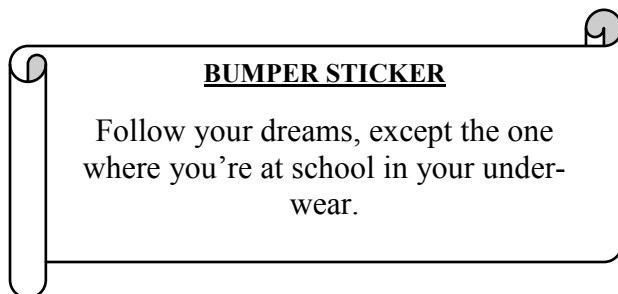 BUMPER STICKER
Follow your dreams, except the one
where you’re at school in your under-
wear.